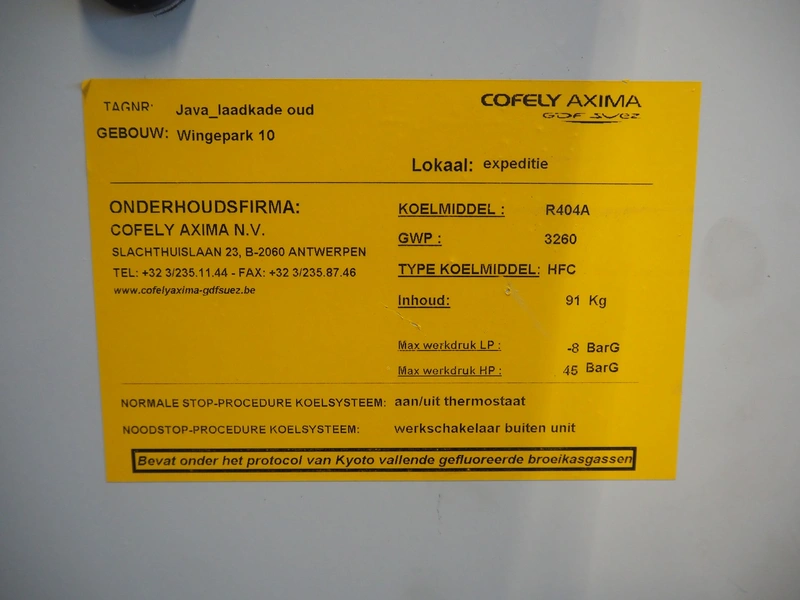 TAGNR: Java_laadkade oud
COFELY AXIMA
GDF SUEZ
GEBOUW: Wingepark 10
Lokaal: expeditie
ONDERHOUDSFIRMA:
COFELY AXIMA N.V.
SLACHTHUISLAAN 23, B-2060 ANTWERPEN
TEL: +32 3/235.11.44 - FAX: +32 3/235.87.46
www.cofelyaxima-gdfsuez.be
KOELMIDDEL : R404A
GWP : 3260
TYPE KOELMIDDEL: HFC
Inhoud: 91 Kg
Max werkdruk LP : -8 BarG
Max werkdruk HP : 45 BarG
NORMALE STOP-PROCEDURE KOELSYSTEEM: aan/uit thermostaat
NOODSTOP-PROCEDURE KOELSYSTEEM: werkschakelaar buiten unit
Bevat onder het protocol van Kyoto vallende gefluoreerde broeikasgassen